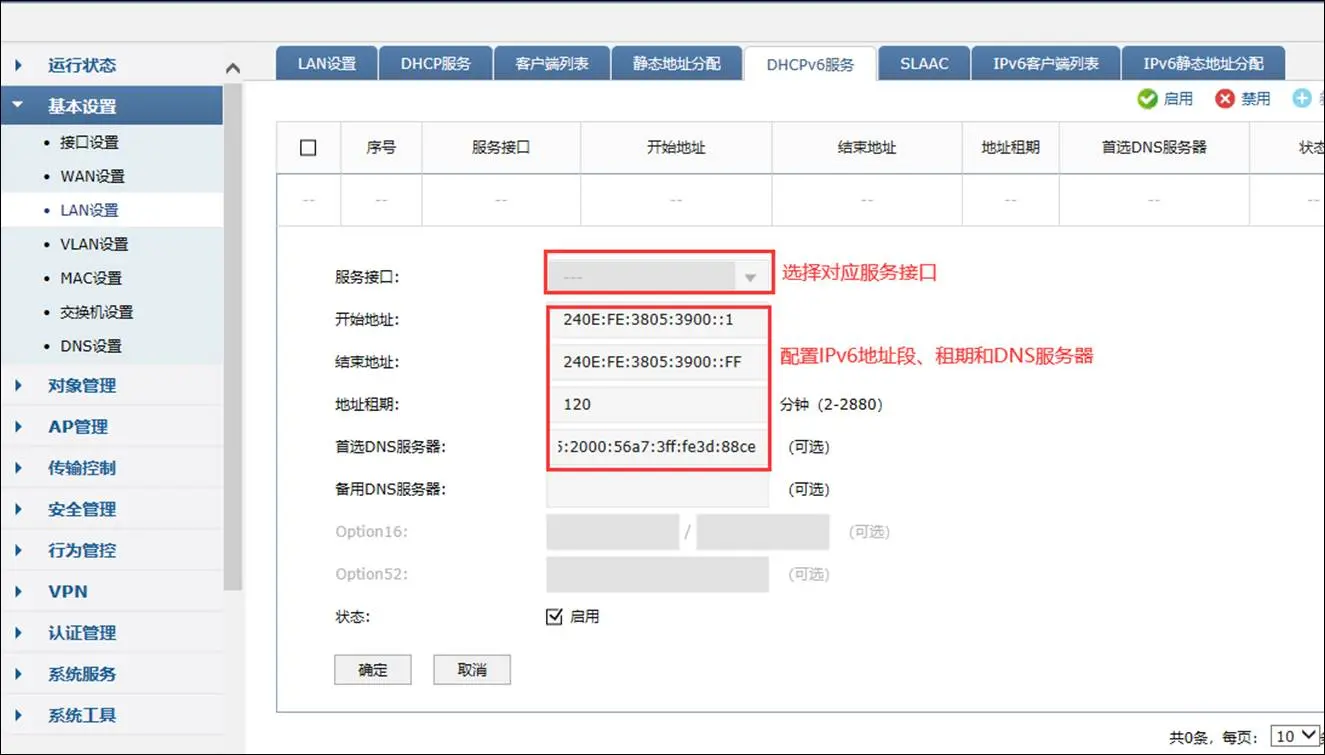 运行状态
基本设置
接口设置
WAN设置
LAN设置
VLAN设置
MAC设置
交换机设置
DNS设置
对象管理
AP管理
传输控制
安全管理
行为管控
VPN
认证管理
系统服务
系统工具
LAN设置 DHCP服务 客户端列表 静态地址分配 DHCPv6服务 SLAAC IPv6客户端列表 IPv6静态地址分配
启用 禁用
序号 服务接口 开始地址 结束地址 地址租期 首选DNS服务器 状态
-- -- -- -- -- -- -- --
服务接口: --- 选择对应服务接口
开始地址: 240E:FE:3805:3900::1
结束地址: 240E:FE:3805:3900::FF 配置IPv6地址段、租期和DNS服务器
地址租期: 120 分钟（2-2880）
首选DNS服务器: :2000:56a7:3ff:fe3d:88ce (可选)
备用DNS服务器: (可选)
Option16: / (可选)
Option52: (可选)
状态: 启用
确定 取消
共0条，每页: 10